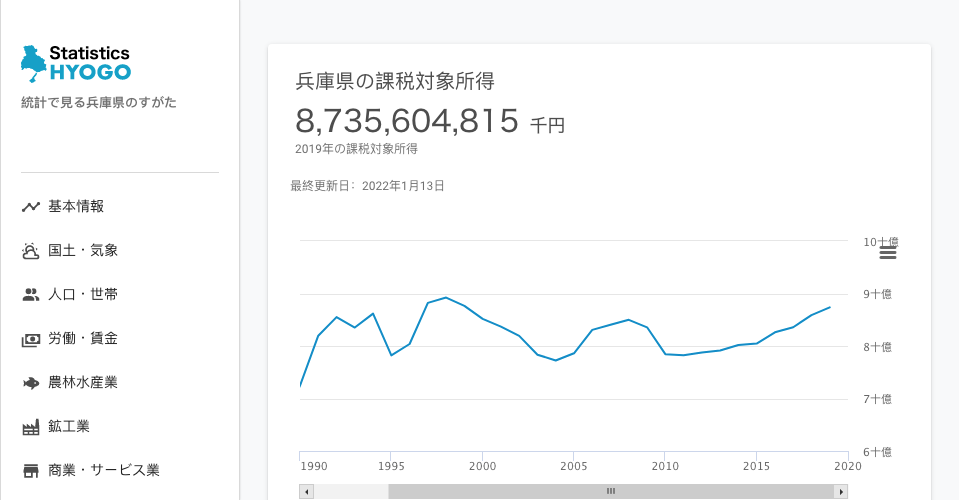 Statistics
HYOGO
統計で見る兵庫県のすがた
基本情報
国土・気象
人口・世帯
労働・賃金
農林水産業
鉱工業
商業・サービス業
兵庫県の課税対象所得
8,735,604,815 千円
2019年の課税対象所得
最終更新日：2022年1月13日
10十億
9十億
8十億
7十億
6十億
1990 1995 2000 2005 2010 2015 2020